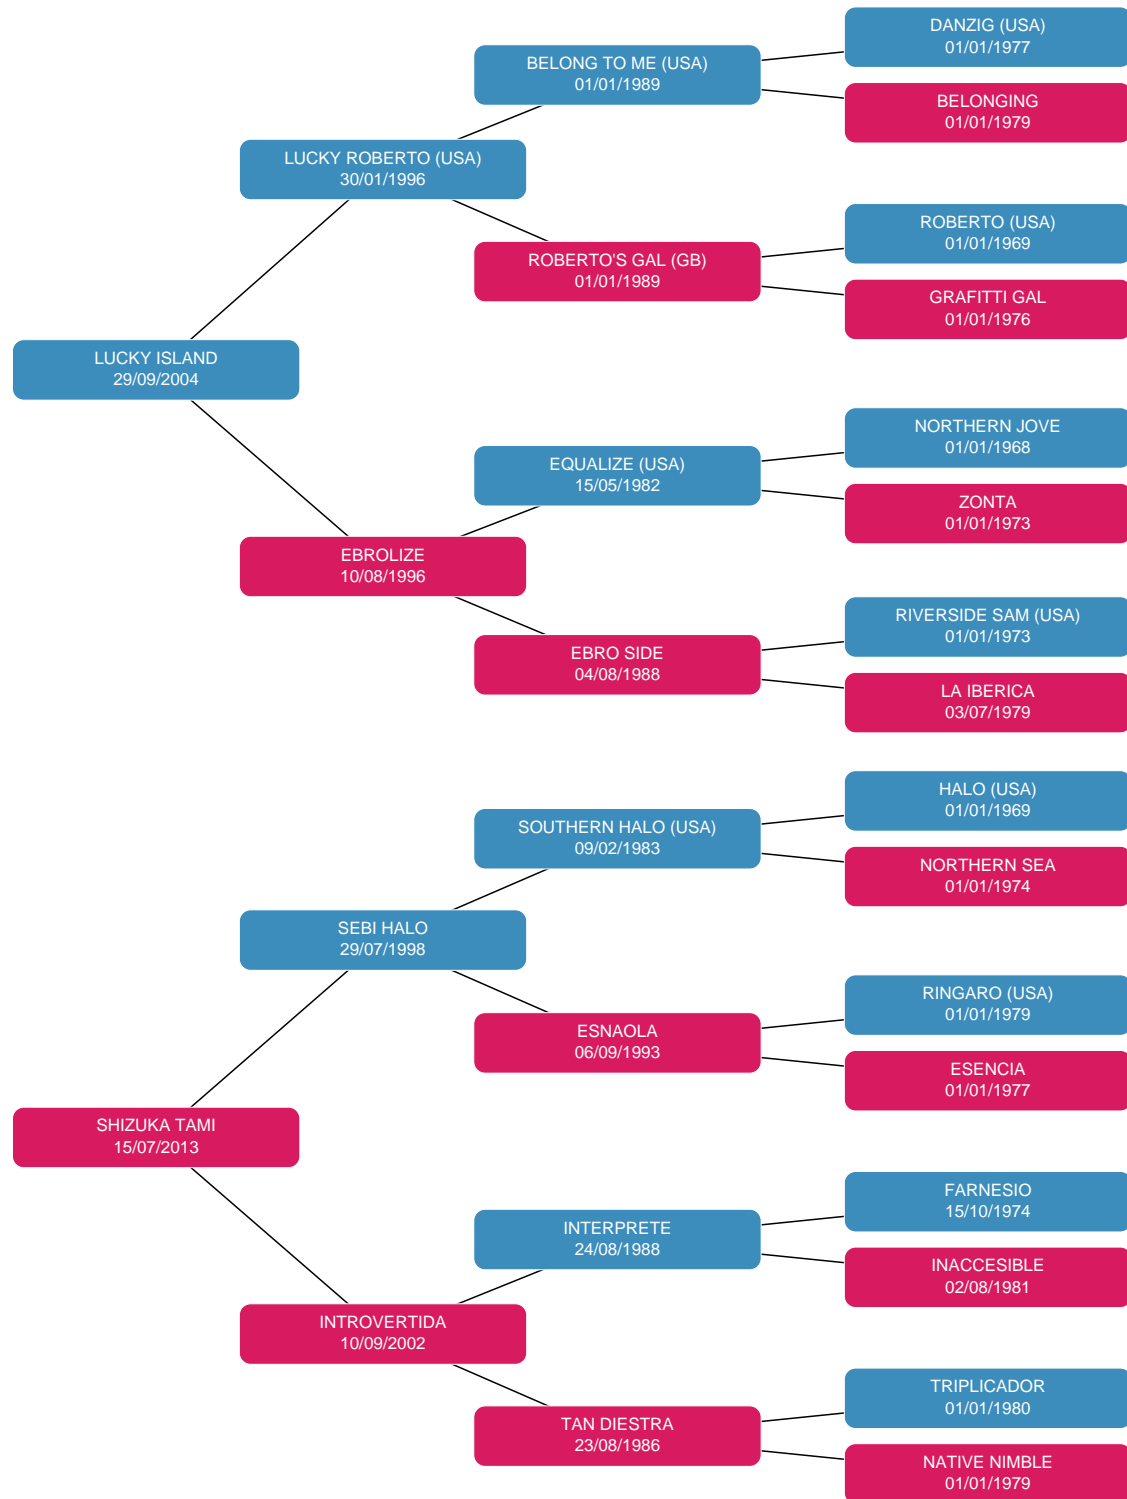 DANZIG (USA)
01/01/1977
BELONG TO ME (USA)
01/01/1989
BELONGING
01/01/1979
LUCKY ROBERTO (USA)
30/01/1996
ROBERTO (USA)
01/01/1969
ROBERTO'S GAL (GB)
01/01/1989
GRAFITTI GAL
01/01/1976
LUCKY ISLAND
29/09/2004
NORTHERN JOVE
01/01/1968
EQUALIZE (USA)
15/05/1982
ZONTA
01/01/1973
EBROLIZE
10/08/1996
RIVERSIDE SAM (USA)
01/01/1973
EBRO SIDE
04/08/1988
LA IBERICA
03/07/1979
HALO (USA)
01/01/1969
SOUTHERN HALO (USA)
09/02/1983
NORTHERN SEA
01/01/1974
SEBI HALO
29/07/1998
RINGARO (USA)
01/01/1979
ESNAOLA
06/09/1993
ESENCIA
01/01/1977
SHIZUKA TAMI
15/07/2013
FARNESIO
15/10/1974
INTERPRETE
24/08/1988
INACCESIBLE
02/08/1981
INTROVERTIDA
10/09/2002
TRIPLICADOR
01/01/1980
TAN DIESTRA
23/08/1986
NATIVE NIMBLE
01/01/1979